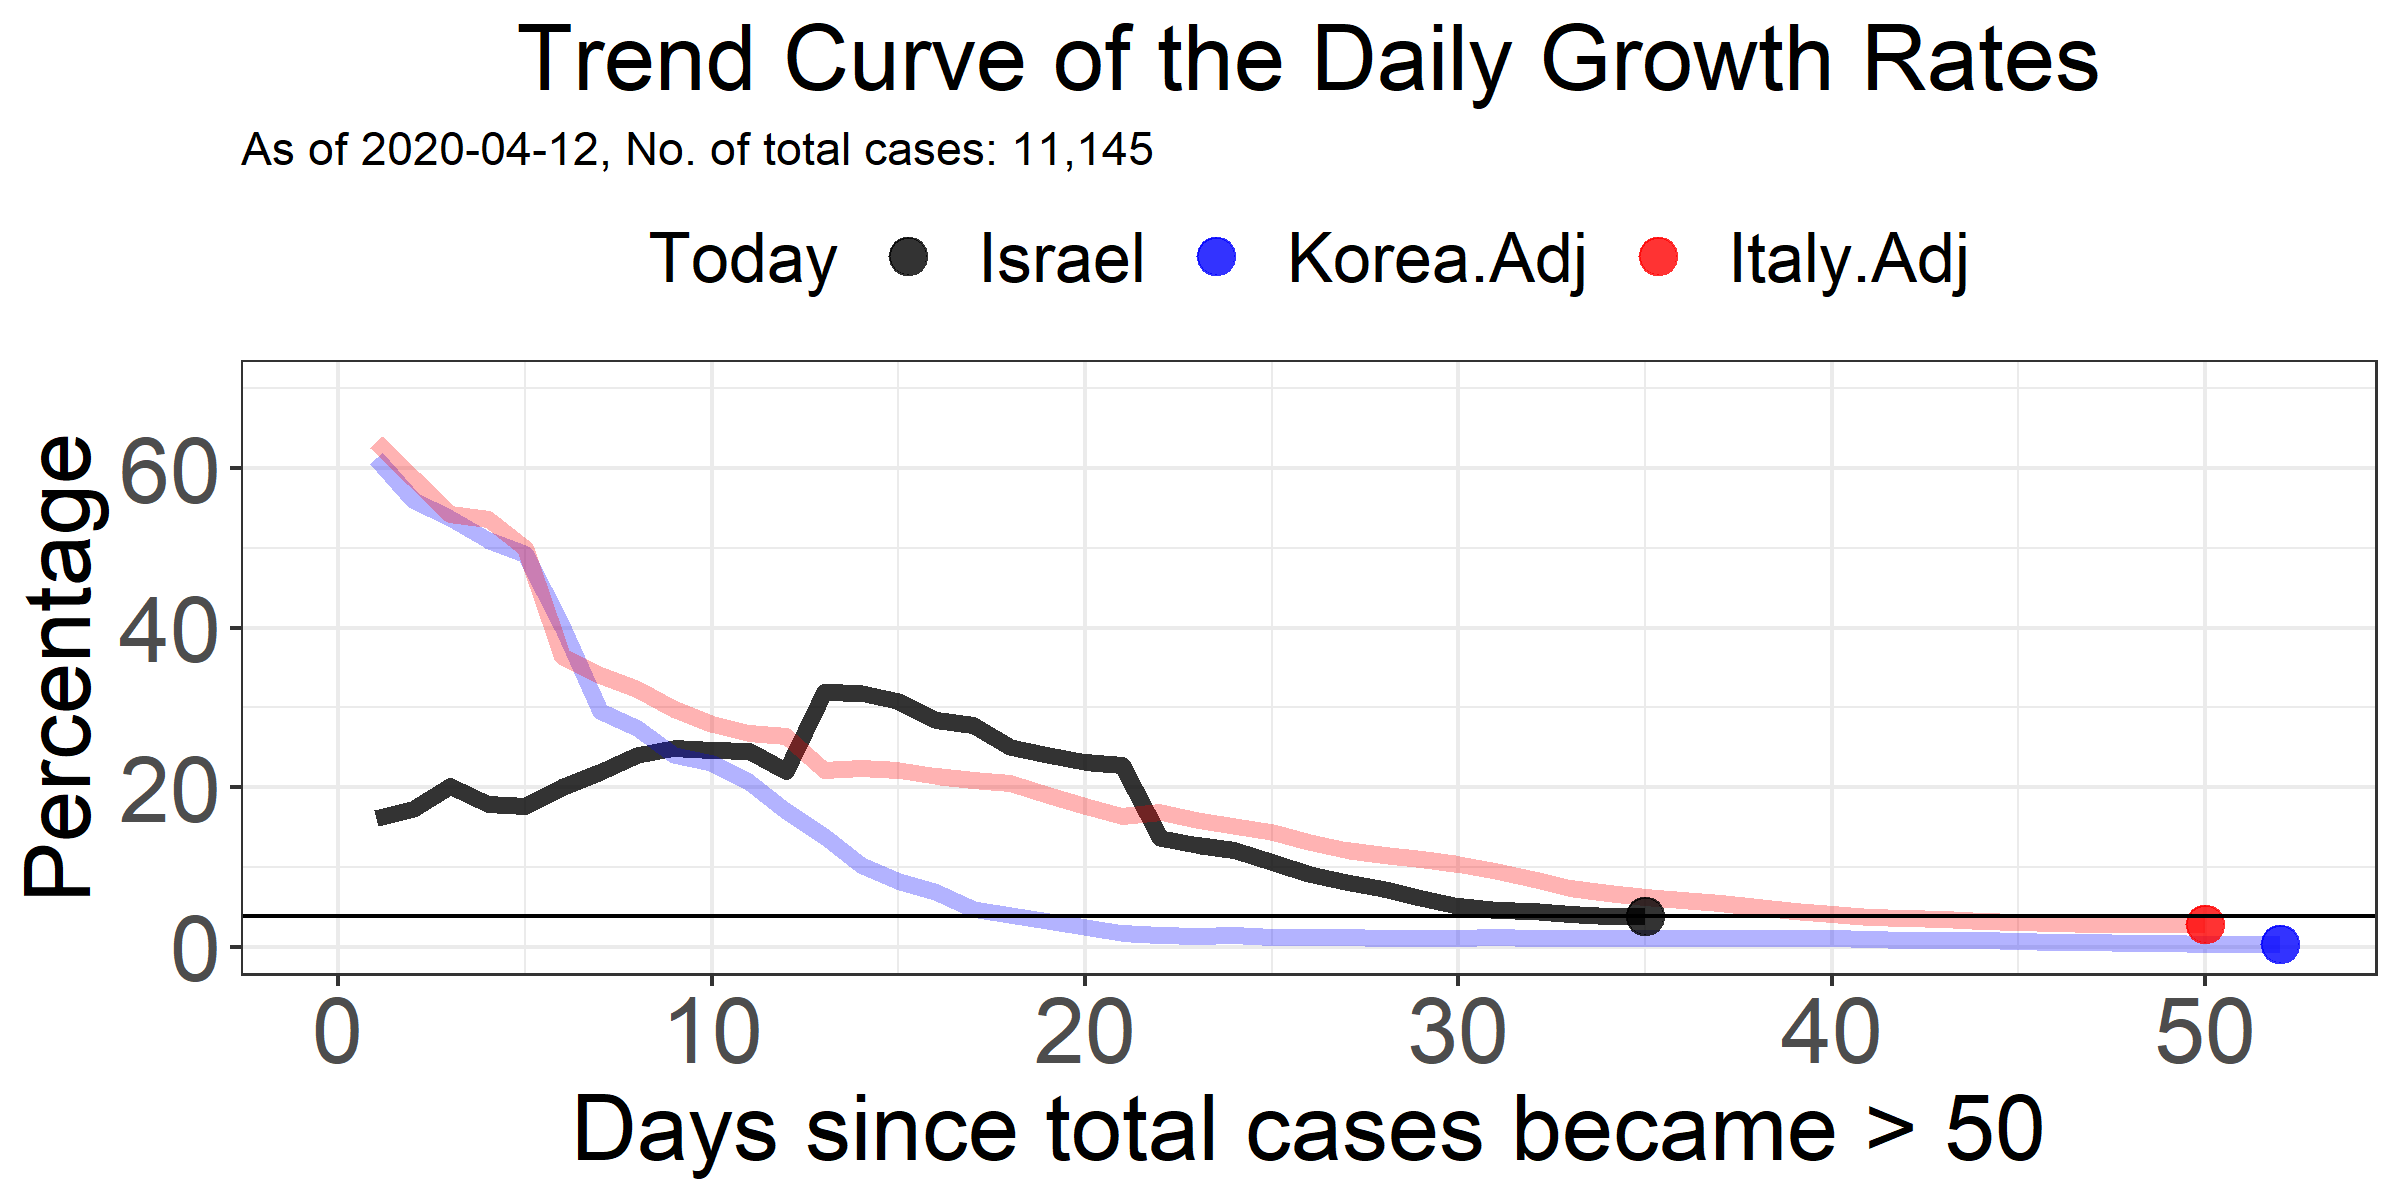 Trend Curve of the Daily Growth Rates
As of 2020-04-12, No. of total cases: 11,145
Today Israel Korea.Adj Italy.Adj
Percentage
60
40
20
0
0 10 20 30 40 50
Days since total cases became > 50